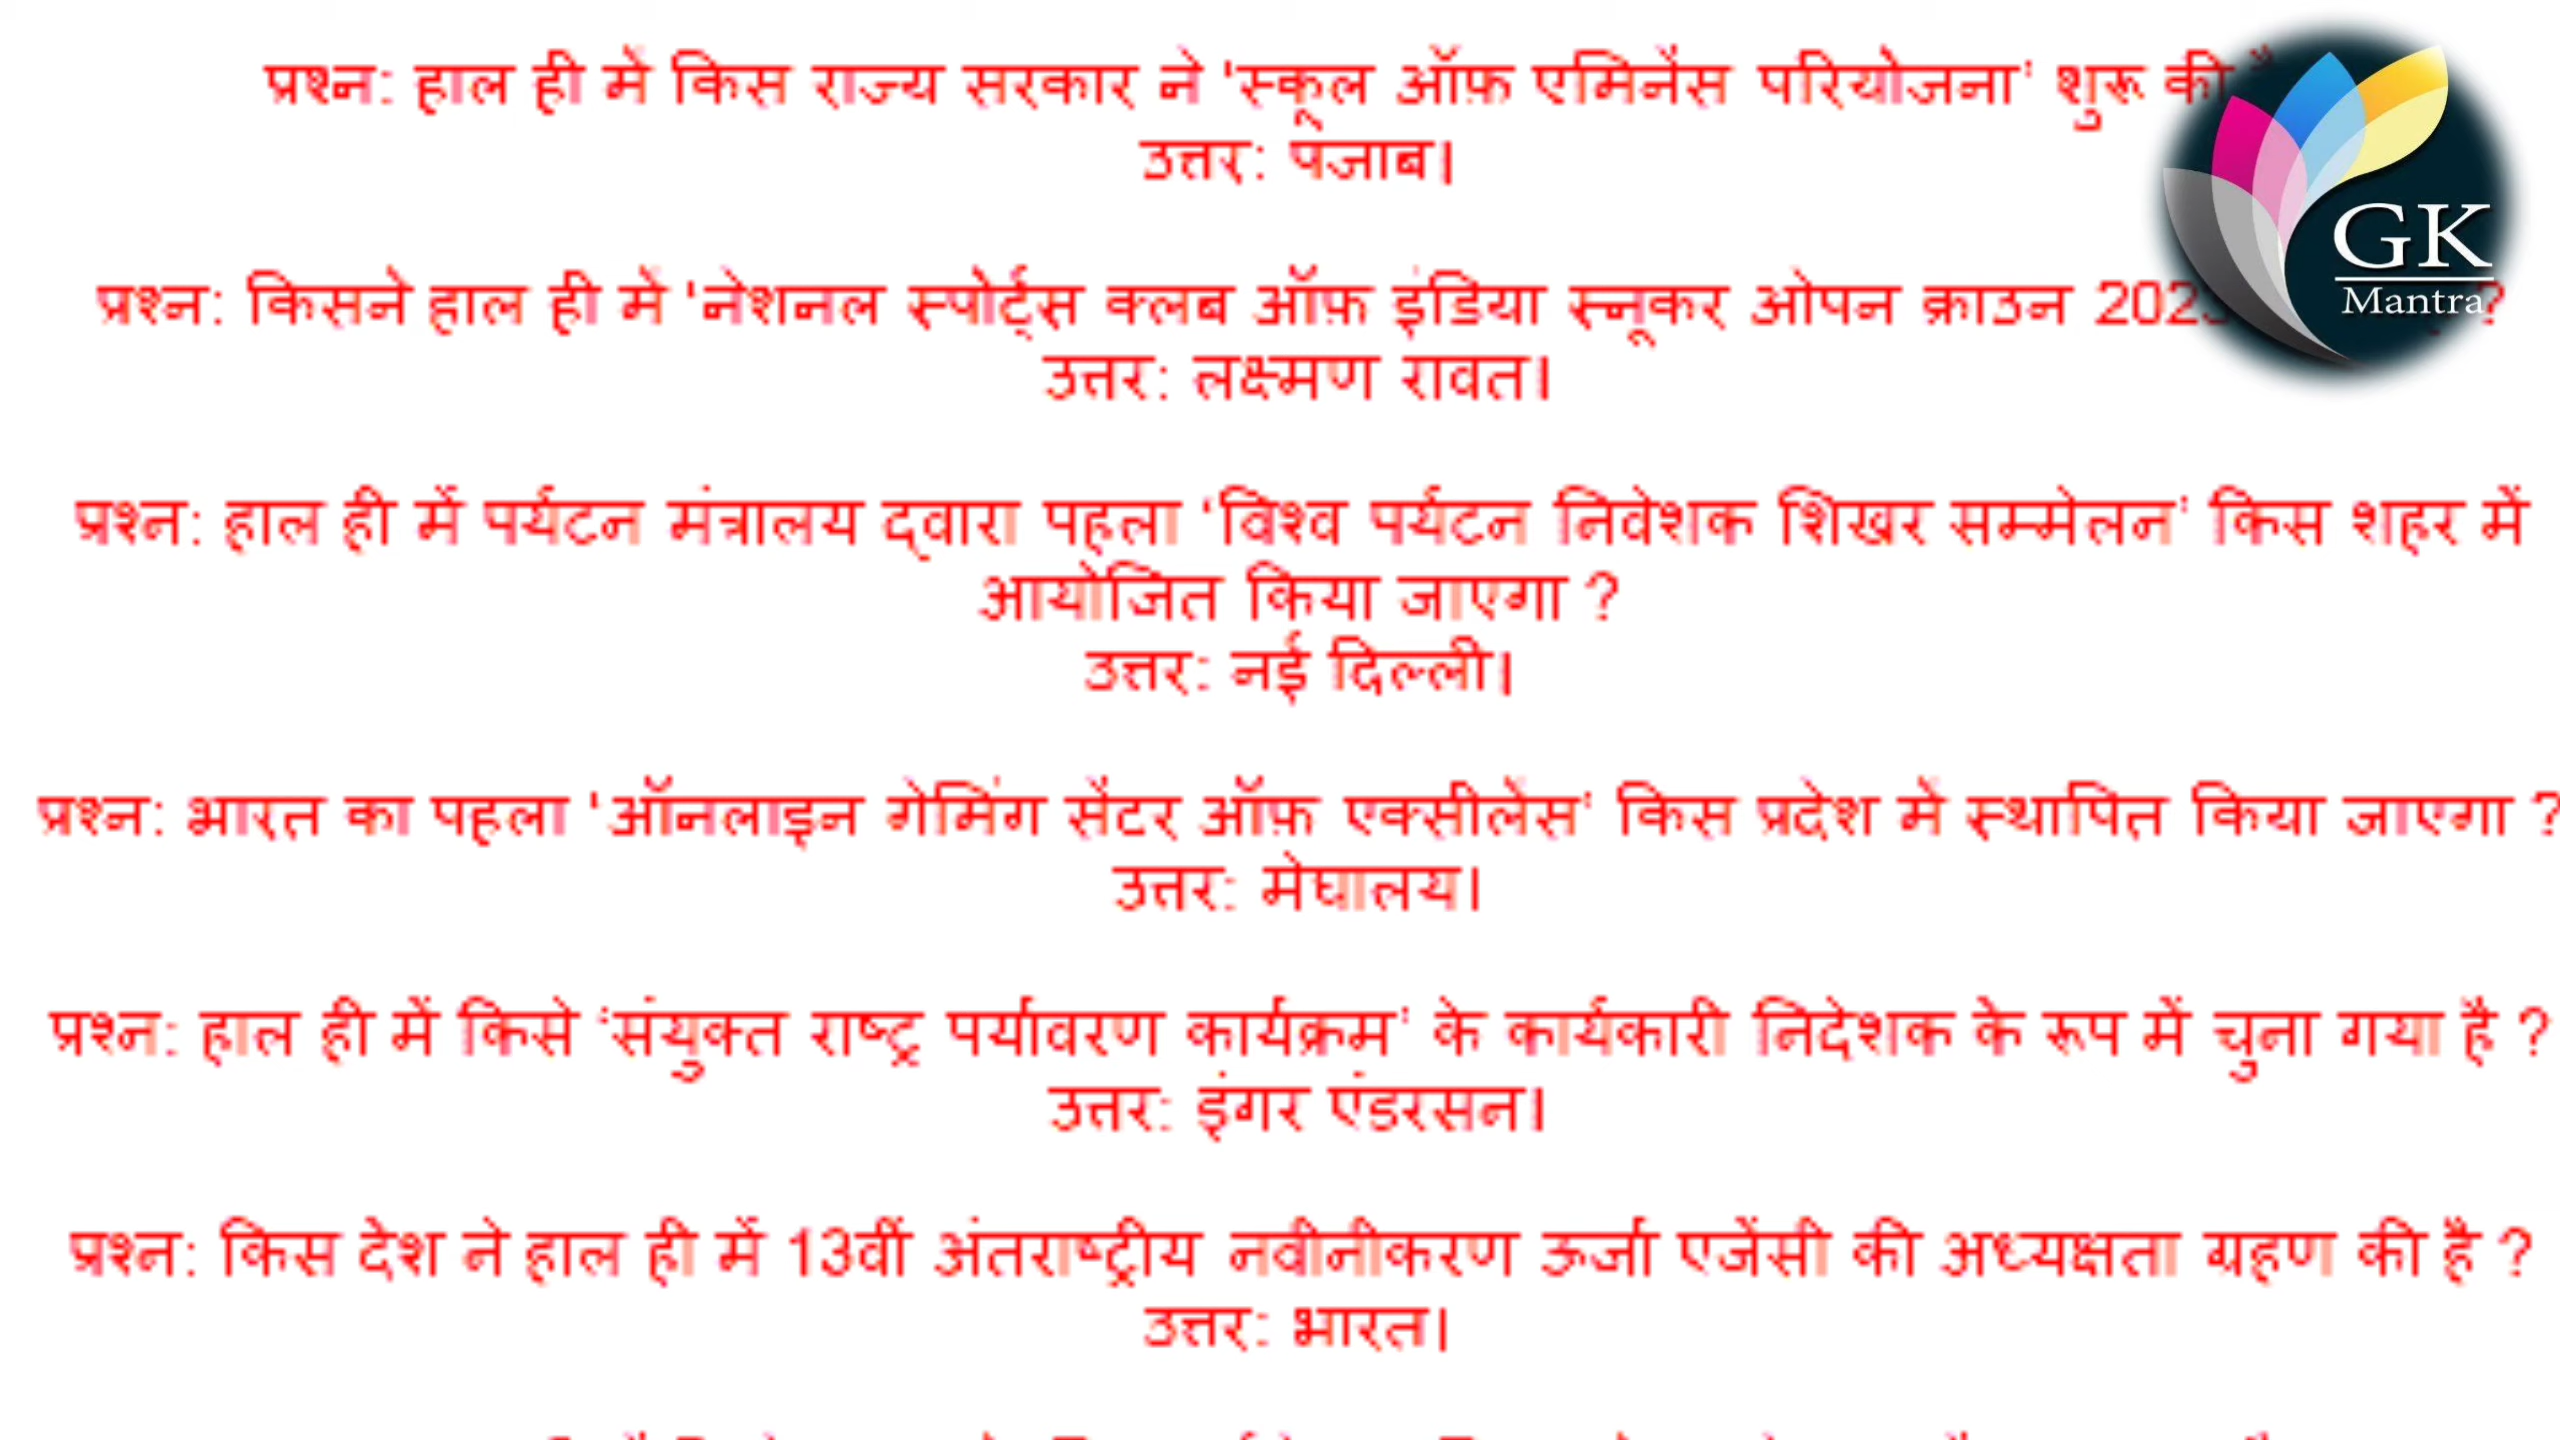 प्रश्न: हाल ही में किस राज्य सरकार ने 'स्कूल ऑफ़ एमिनेंस परियोजना' शुरू की
उत्तर: पंजाब।
प्रश्न: किसने हाल ही में 'नेशनल स्पोर्ट्स क्लब ऑफ़ इंडिया स्नूकर ओपन क्राउन ?
उत्तर: लक्ष्मण रावत।
प्रश्न: हाल ही में पर्यटन मंत्रालय द्वारा पहला 'विश्व पर्यटन निवेशक शिखर सम्मेलन' किस शहर में
आयोजित किया जाएगा ?
उत्तर: नई दिल्ली।
प्रश्न: भारत का पहला 'ऑनलाइन गेमिंग सेंटर ऑफ़ एक्सीलेंस' किस प्रदेश में स्थापित किया जाएगा ?
उत्तर: मेघालय।
प्रश्न: हाल ही में किसे 'संयुक्त राष्ट्र पर्यावरण कार्यक्रम' के कार्यकारी निदेशक के रूप में चुना गया है ?
उत्तर: इंगर एंडरसन।
प्रश्न: किस देश ने हाल ही में 13वीं अंतराष्ट्रीय नवीनीकरण ऊर्जा एजेंसी की अध्यक्षता ग्रहण की है ?
उत्तर: भारत।
GK
Mantra